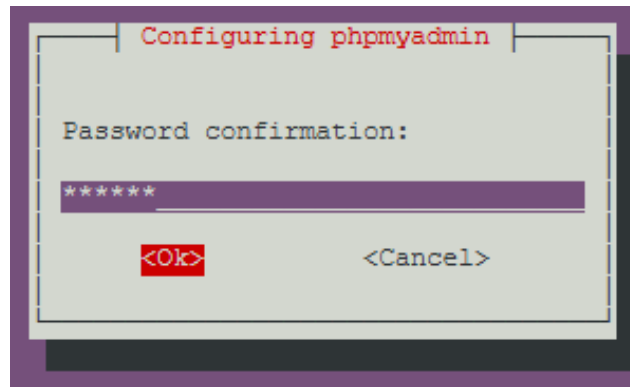 Configuring phpmyadmin
Password confirmation:
******
<Ok> <Cancel>